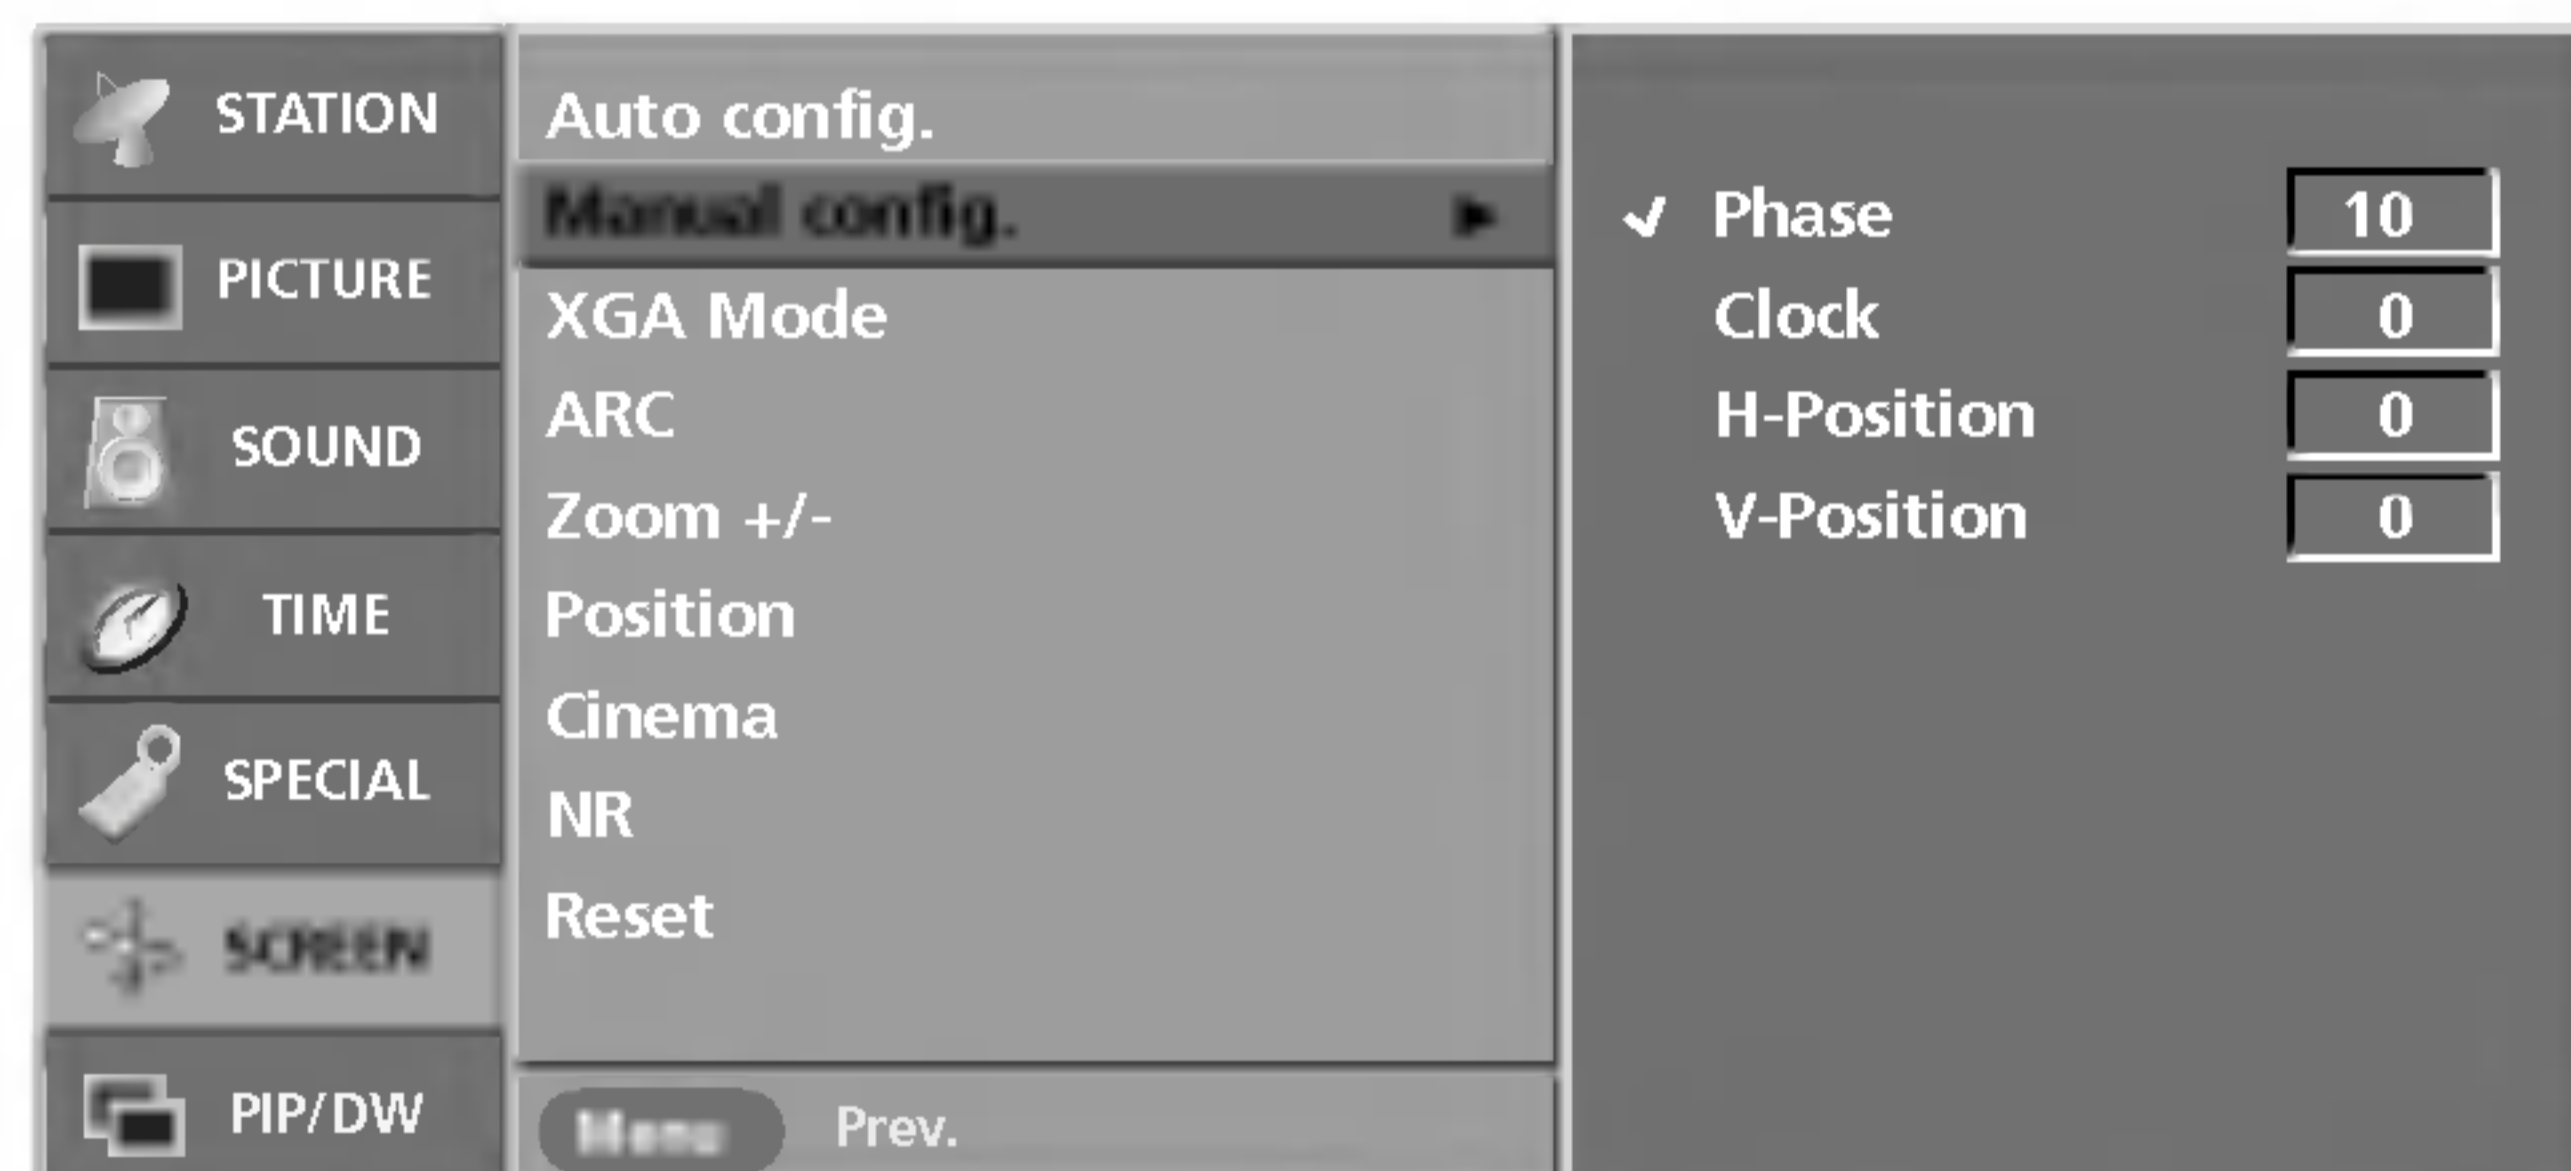 STATION
PICTURE
SOUND
TIME
SPECIAL
SCREEN
PIP/DW
Auto config.
Manual config.
XGA Mode
ARC
Zoom +/-
Position
Cinema
NR
Reset
Menu Prev.
Phase 10
Clock 0
H-Position 0
V-Position 0